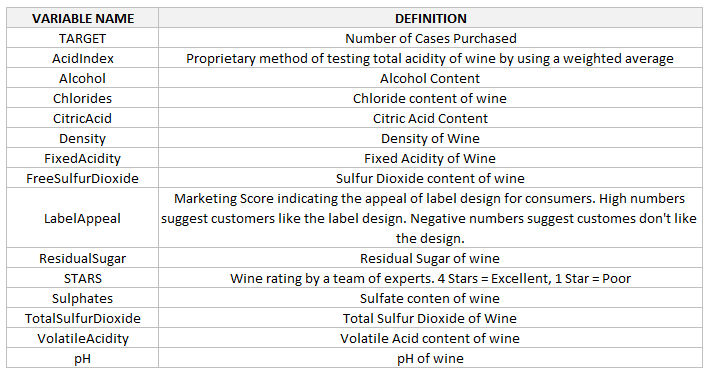 VARIABLE NAME DEFINITION
TARGET Number of Cases Purchased
AcidIndex Proprietary method of testing total acidity of wine by using a weighted average
Alcohol Alcohol Content
Chlorides Chloride content of wine
CitricAcid Citric Acid Content
Density Density of Wine
FixedAcidity Fixed Acidity of Wine
FreeSulfurDioxide Sulfur Dioxide content of wine
LabelAppeal Marketing Score indicating the appeal of label design for consumers. High numbers
suggest customers like the label design. Negative numbers suggest customes don't like
the design.
ResidualSugar Residual Sugar of wine
STARS Wine rating by a team of experts. 4 Stars = Excellent, 1 Star = Poor
Sulphates Sulfate conten of wine
TotalSulfurDioxide Total Sulfur Dioxide of Wine
VolatileAcidity Volatile Acid content of wine
pH pH of wine